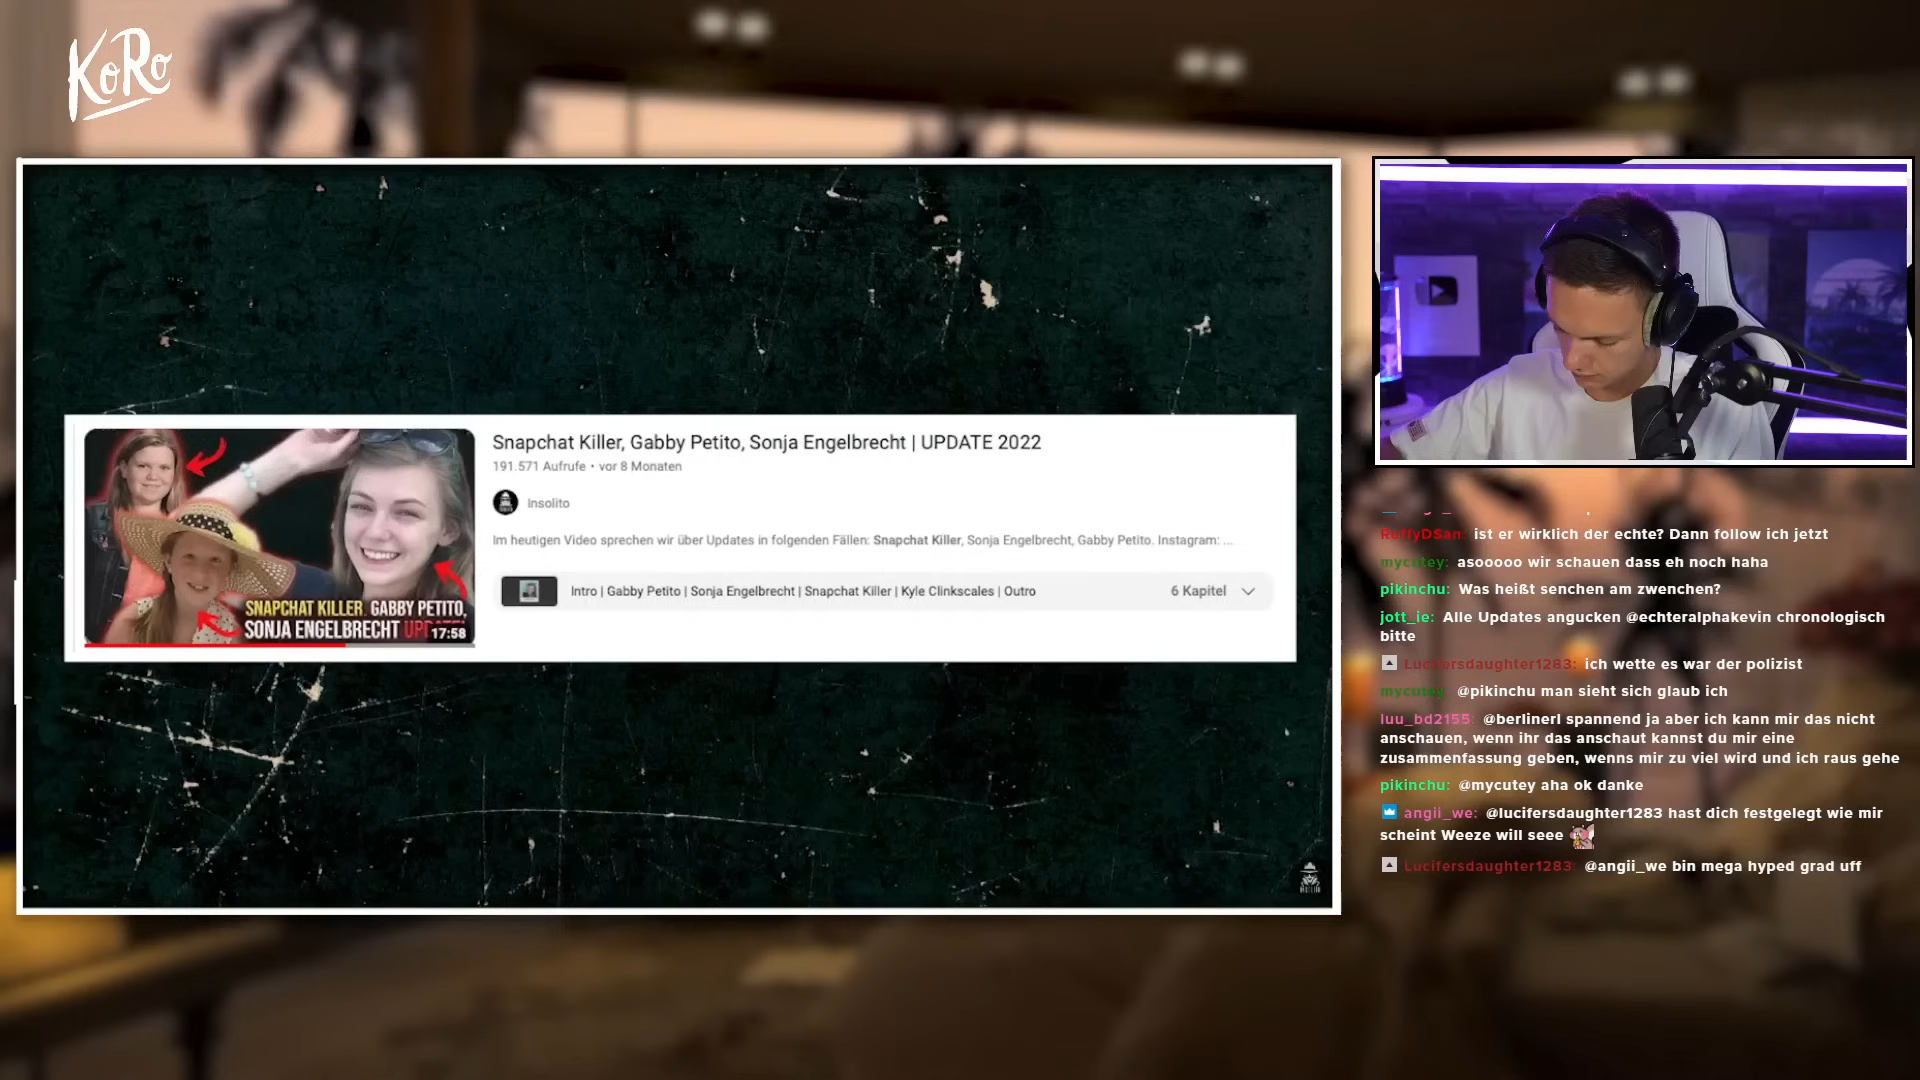 KoRo
Snapchat Killer, Gabby Petito, Sonja Engelbrecht | UPDATE 2022
191.571 Aufrufe • vor 8 Monaten
Insolito
Im heutigen Video sprechen wir über Updates in folgenden Fällen: Snapchat Killer, Sonja Engelbrecht, Gabby Petito. Instagram: ...
Intro | Gabby Petito | Sonja Engelbrecht | Snapchat Killer | Kyle Clinkscales | Outro
6 Kapitel
SNAPCHAT KILLER, GABBY PETITO,
SONJA ENGELBRECHT
17:58
RuffyDSan: ist er wirklich der echte? Dann follow ich jetzt
mycutey: asooooo wir schauen dass eh noch haha
pikinchu: Was heißt senchen am zwenchen?
jott_ie: Alle Updates angucken @echteralphakevin chronologisch
bitte
Lucifersdaughter1283: ich wette es war der polizist
mycutey: @pikinchu man sieht sich glaub ich
luu_bd2155: @berlinerl spannend ja aber ich kann mir das nicht
anschauen, wenn ihr das anschaut kannst du mir eine
zusammenfassung geben, wenns mir zu viel wird und ich raus gehe
pikinchu: @mycutey aha ok danke
angii_we: @lucifersdaughter1283 hast dich festgelegt wie mir
scheint Weeze will seee
Lucifersdaughter1283: @angii_we bin mega hyped grad uff